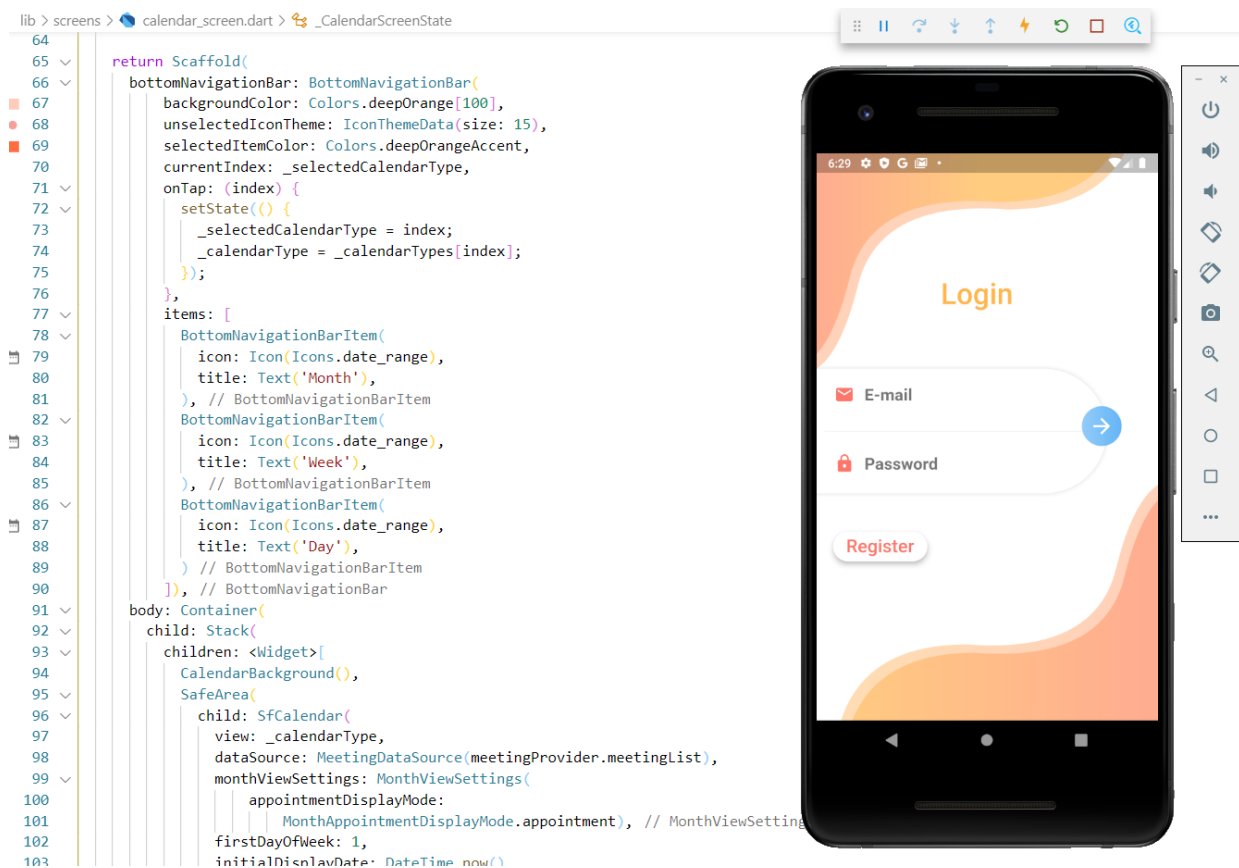 lib > screens > calendar_screen.dart > _CalendarScreenState
64
65 return Scaffold(
66 bottomNavigationBar: BottomNavigationBar(
67 backgroundColor: Colors.deepOrange[100],
68 unselectedIconTheme: IconThemeData(size: 15),
69 selectedItemColor: Colors.deepOrangeAccent,
70 currentIndex: _selectedCalendarType,
71 onTap: (index) {
72 setState(() {
73 _selectedCalendarType = index;
74 _calendarType = _calendarTypes[index];
75 });
76 },
77 items: [
78 BottomNavigationBarItem(
79 icon: Icon(Icons.date_range),
80 title: Text('Month'),
81 ), // BottomNavigationBarItem
82 BottomNavigationBarItem(
83 icon: Icon(Icons.date_range),
84 title: Text('Week'),
85 ), // BottomNavigationBarItem
86 BottomNavigationBarItem(
87 icon: Icon(Icons.date_range),
88 title: Text('Day'),
89 ) // BottomNavigationBarItem
90 ]), // BottomNavigationBar
91 body: Container(
92 child: Stack(
93 children: <Widget>[
94 CalendarBackground(),
95 SafeArea(
96 child: SfCalendar(
97 view: _calendarType,
98 dataSource: MeetingDataSource(meetingProvider.meetingList),
99 monthViewSettings: MonthViewSettings(
100 appointmentDisplayMode:
101 MonthAppointmentDisplayMode.appointment), // MonthViewSetting
102 firstDayOfWeek: 1,
103 initialDisplayDate: DateTime.now()
6:29 G
Login
E-mail
Password
Register